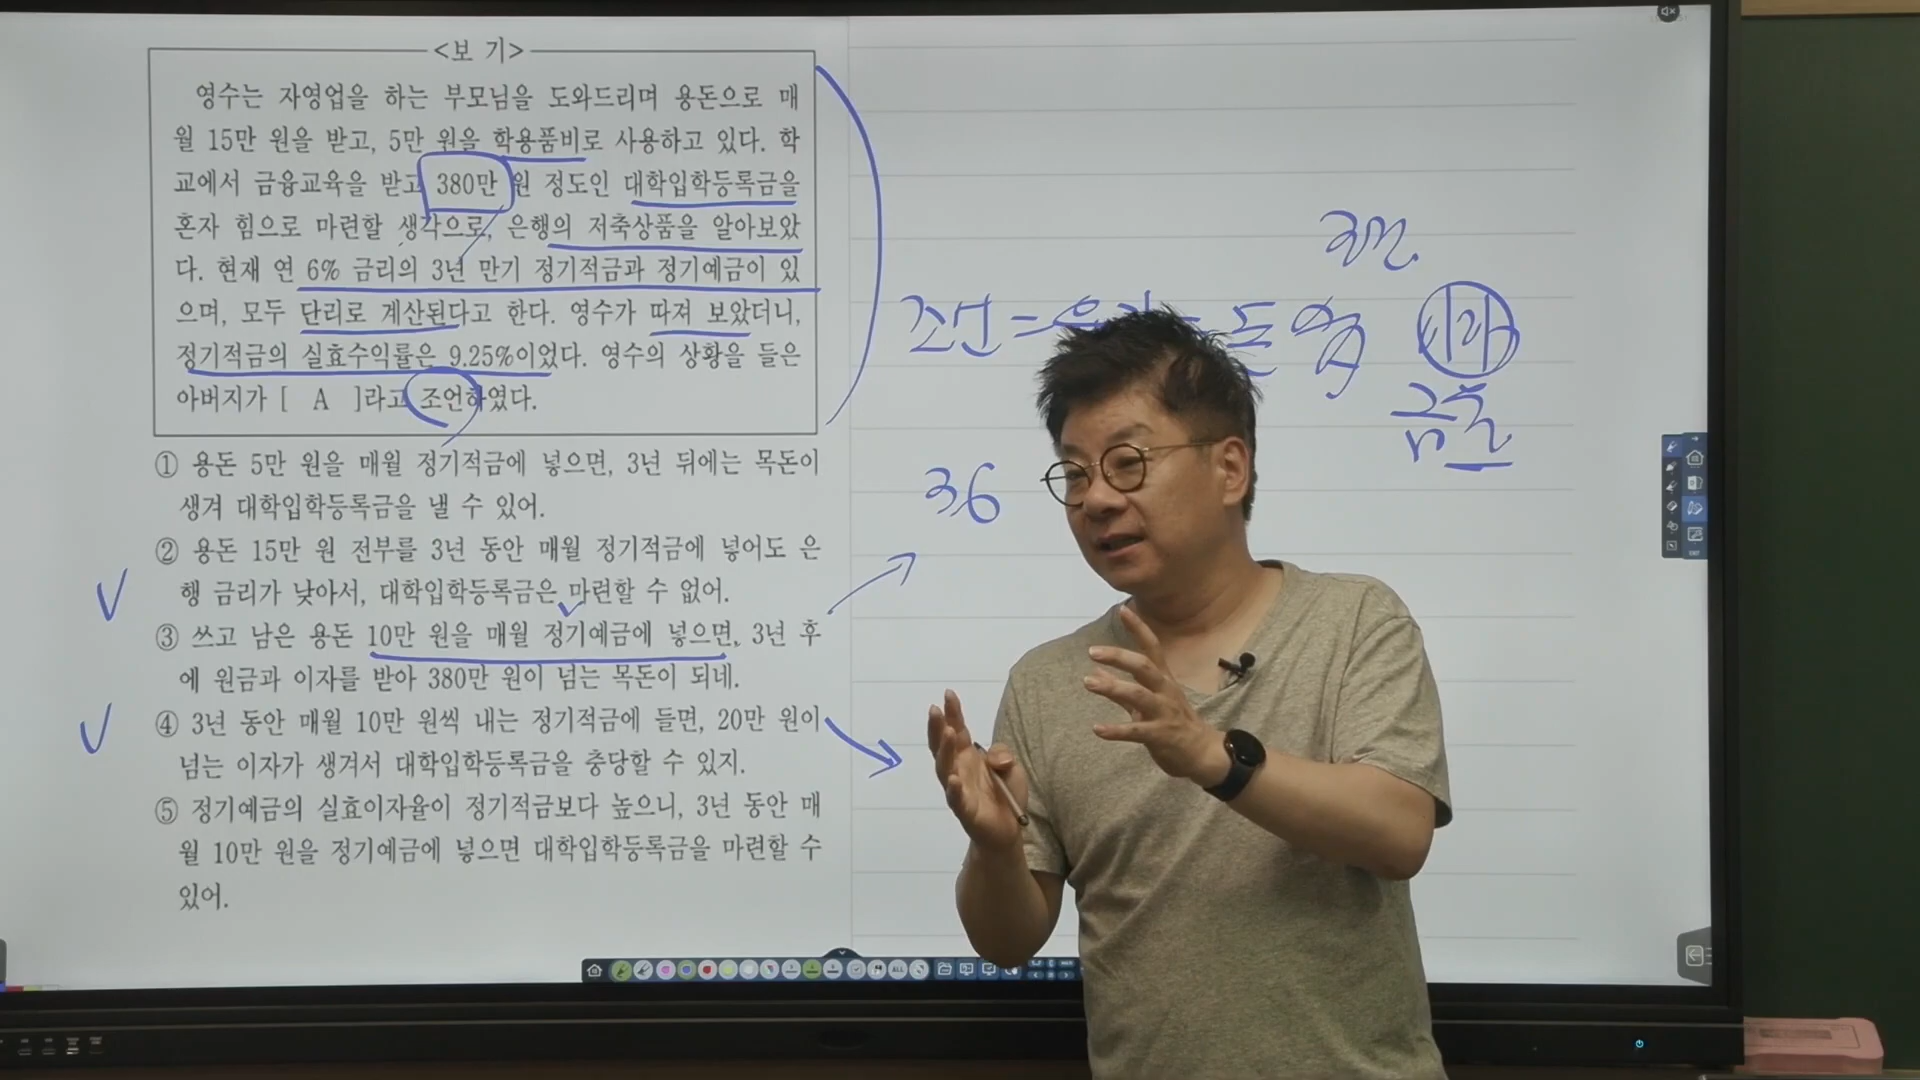 <보 기>
영수는 자영업을 하는 부모님을 도와드리며 용돈으로 매
월 15만 원을 받고, 5만 원을 학용품비로 사용하고 있다. 학
교에서 금융교육을 받고 380만 원 정도인 대학입학등록금을
혼자 힘으로 마련할 생각으로, 은행의 저축상품을 알아보았
다. 현재 연 6% 금리의 3년 만기 정기적금과 정기예금이 있
으며, 모두 단리로 계산된다고 한다. 영수가 따져 보았더니,
정기적금의 실효수익률은 9.25%이었다. 영수의 상황을 들은
아버지가 [ A ]라고 조언하였다.
① 용돈 5만 원을 매월 정기적금에 넣으면, 3년 뒤에는 목돈이
생겨 대학입학등록금을 낼 수 있어.
② 용돈 15만 원 전부를 3년 동안 매월 정기적금에 넣어도 은
행 금리가 낮아서, 대학입학등록금은 마련할 수 없어.
③ 쓰고 남은 용돈 10만 원을 매월 정기예금에 넣으면, 3년 후
에 원금과 이자를 받아 380만 원이 넘는 목돈이 되네.
④ 3년 동안 매월 10만 원씩 내는 정기적금에 들면, 20만 원이
넘는 이자가 생겨서 대학입학등록금을 충당할 수 있지.
⑤ 정기예금의 실효이자율이 정기적금보다 높으니, 3년 동안 매
월 10만 원을 정기예금에 넣으면 대학입학등록금을 마련할 수
있어.
조언 =
36